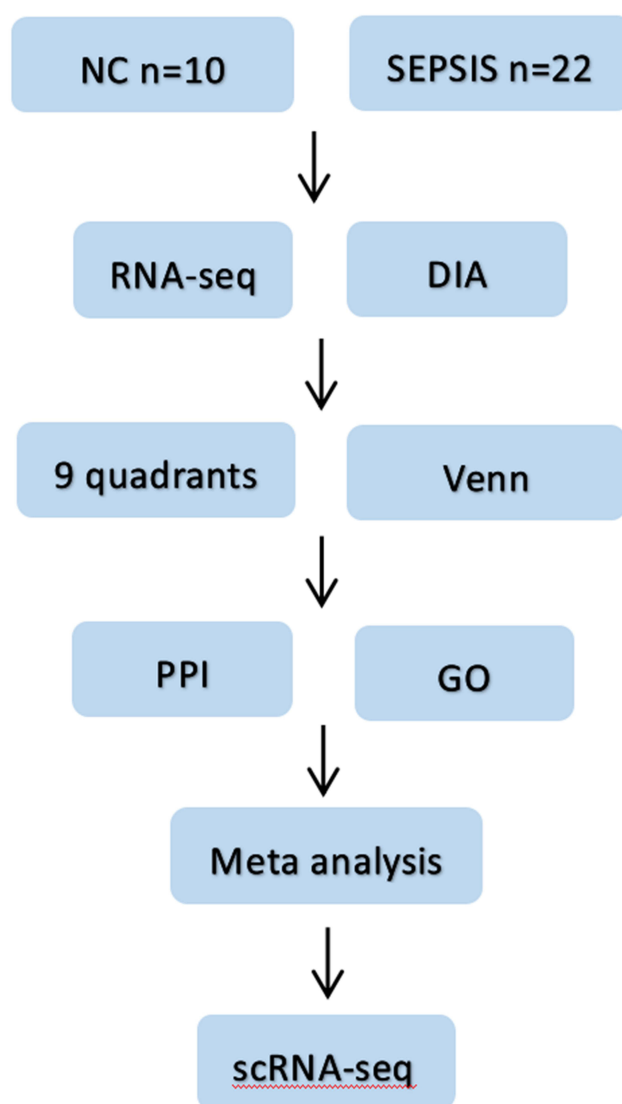 NC n=10
SEPSIS n=22
RNA-seq
DIA
9 quadrants
Venn
PPI
GO
Meta analysis
scRNA-seq